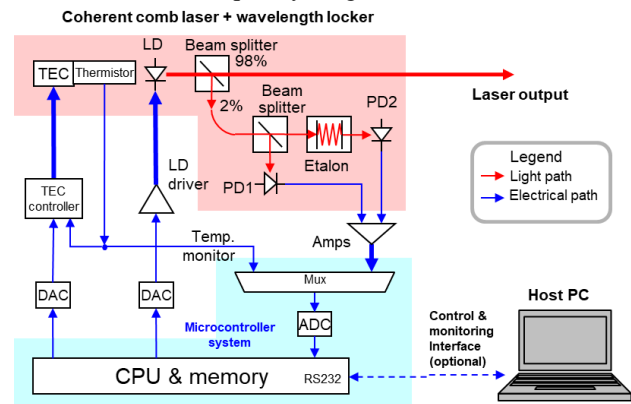 Coherent comb laser + wavelength locker
LD
Beam splitter
98%
TEC
Thermistor
2%
Beam
splitter
PD2
Laser output
Etalon
LD
driver
PD1
Legend
Light path
Electrical path
TEC
controller
Temp.
monitor
Amps
Mux
DAC
DAC
Microcontroller
system
ADC
Control &
monitoring
Interface
(optional)
Host PC
CPU & memory
RS232